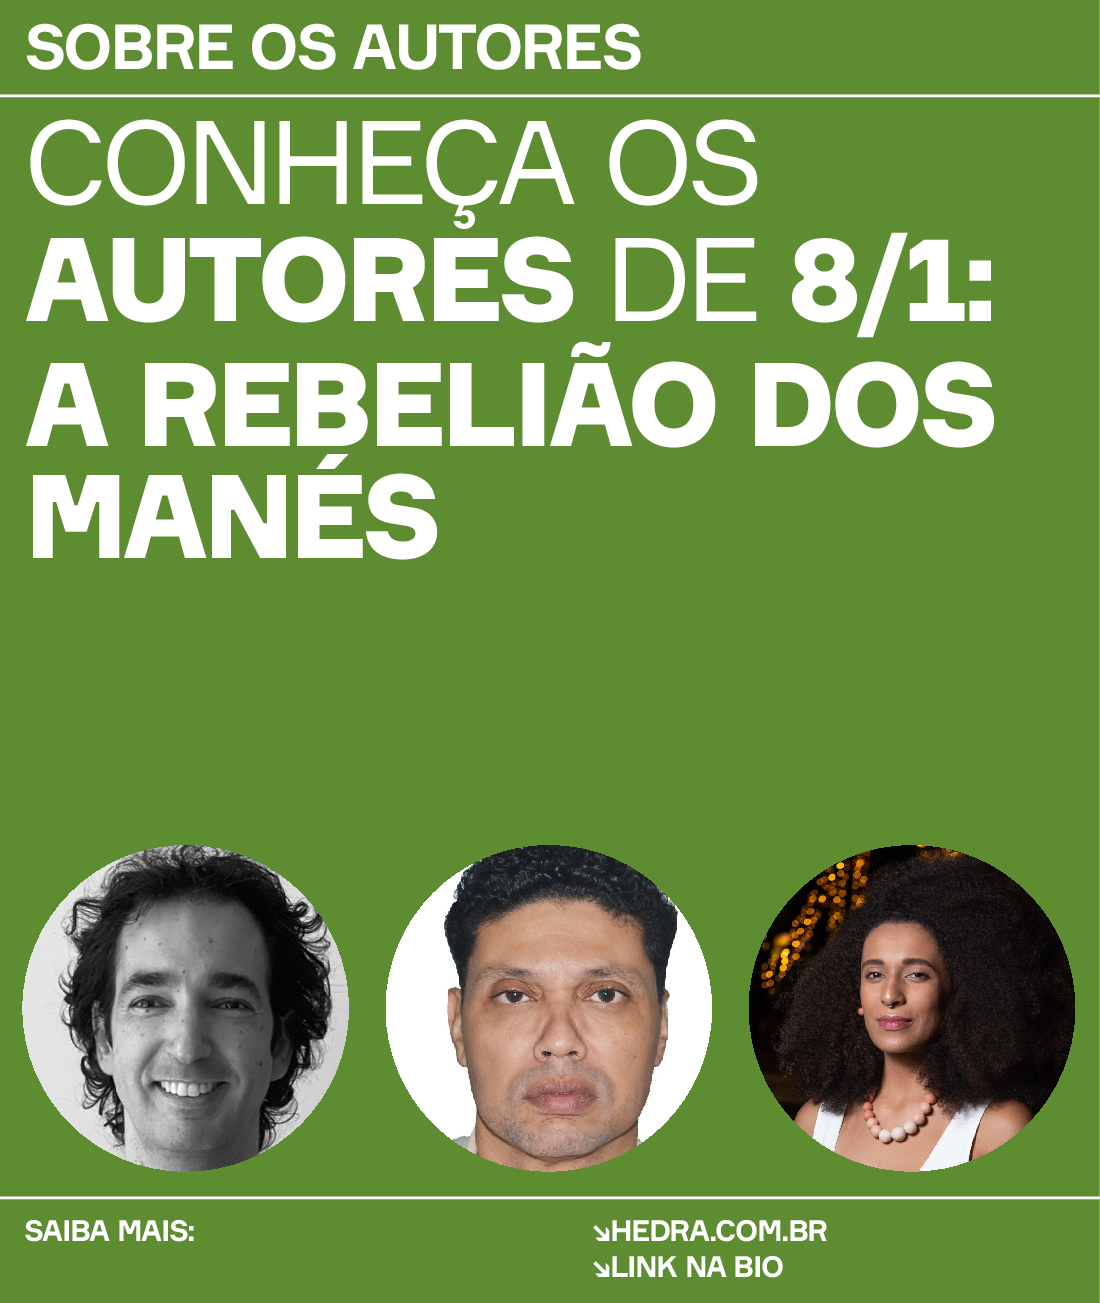 SOBRE OS AUTORES
CONHEÇA OS
AUTORES DE 8/1:
A REBELIÃO DOS
MANÉS
SAIBA MAIS:
↘HEDRA.COM.BR
↘LINK NA BIO